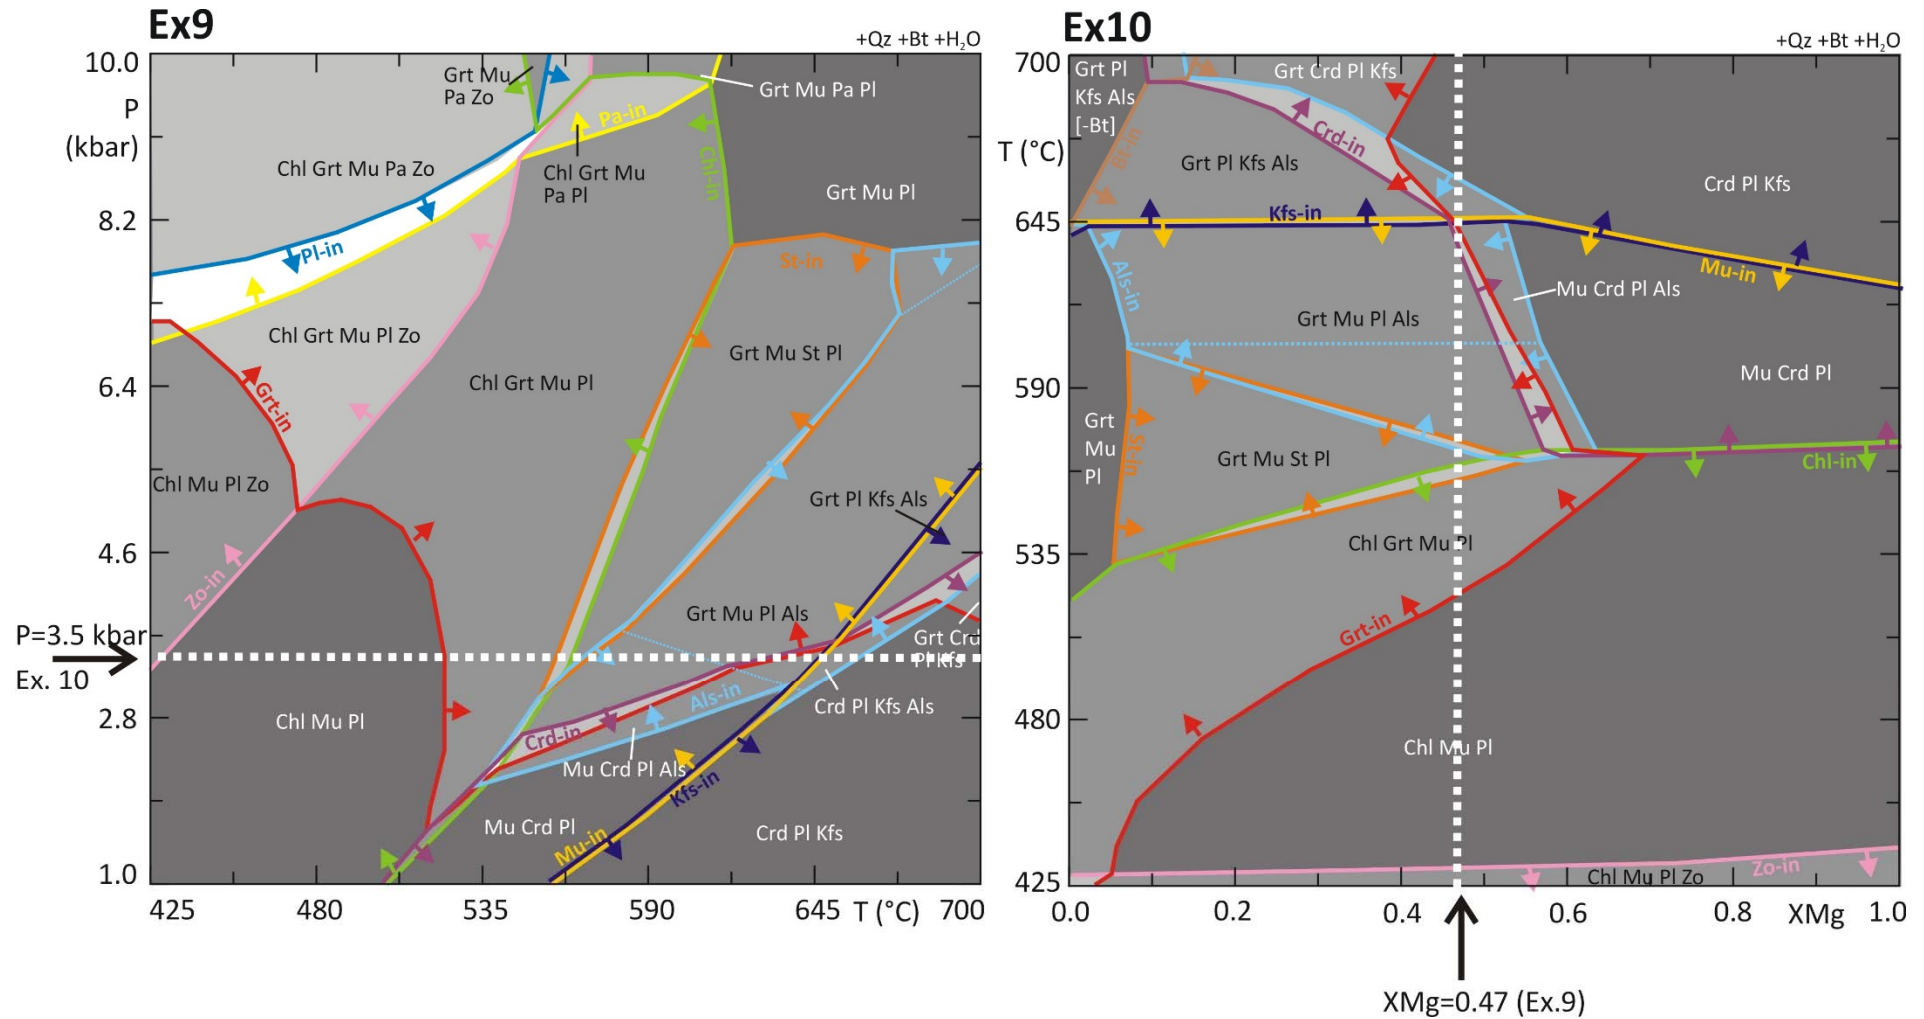 Ex9
+Qz +Bt +H₂O
10.0
P
(kbar)
8.2
6.4
4.6
P=3.5 kbar
Ex. 10
2.8
1.0
425
480
535
590
645
T (°C)
700
Grt Mu
Pa Zo
Grt Mu Pa Pl
Pa-in
Chl Grt Mu Pa Zo
Chl Grt Mu
Pa Pl
Chl-in
Grt Mu Pl
Pl-in
St-in
Chl Grt Mu Pl Zo
Grt Mu St Pl
Grt-in
Chl Grt Mu Pl
Chl Mu Pl Zo
Grt Pl Kfs Als
Zo-in
Grt Mu Pl Als
Grt Crd
Pl Kfs
Als-in
Crd Pl Kfs Als
Chl Mu Pl
Crd-in
Mu Crd Pl Als
Kfs-in
Mu Crd Pl
Mu-in
Crd Pl Kfs
Ex10
+Qz +Bt +H₂O
700
T (°C)
645
590
535
480
425
0.0
0.2
0.4
0.6
0.8
XMg
1.0
Grt Pl
Kfs Als
[-Bt]
Grt Crd Pl Kfs
Bt-in
Crd-in
Grt Pl Kfs Als
Crd Pl Kfs
Kfs-in
Mu-in
Als-in
Mu Crd Pl Als
Grt Mu Pl Als
Mu Crd Pl
Grt
Mu
Pl
St-in
Grt Mu St Pl
Chl-in
Chl Grt Mu Pl
Grt-in
Chl Mu Pl
Zo-in
Chl Mu Pl Zo
XMg=0.47 (Ex.9)